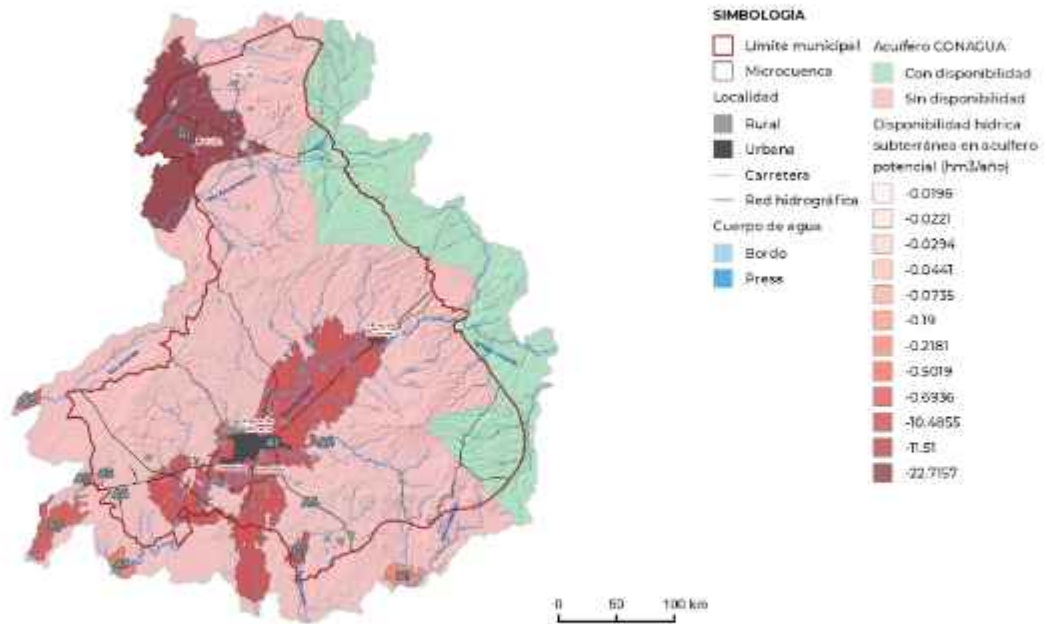 SIMBOLOGÍA
Límite municipal
Microcuenca
Localidad
Rural
Urbana
Carretera
Red hidrográfica
Cuerpo de agua
Bordo
Press
Acuífero CONAGUA
Con disponibilidad
Sin disponibilidad
Disponibilidad hídrica
subterránea en acuífero
potencial (hm3/año)
-0.0196
-0.0221
-0.0294
-0.0441
-0.0735
-0.19
-0.2181
-0.5019
-0.6936
-10.4855
-11.51
-22.7157
0 50 100 km